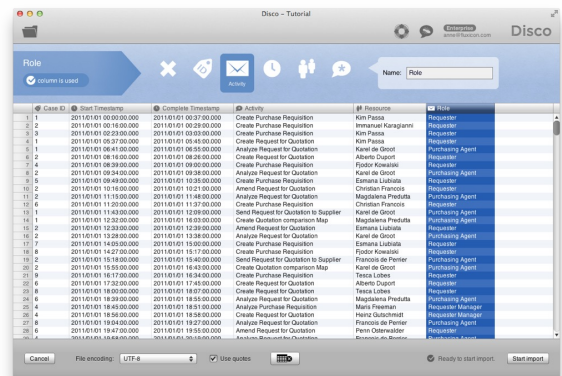 Disco - Tutorial
Enterprise
anne@fluxicon.com
Disco
Role
column is used
Activity
Name: Role
Case ID Start Timestamp Complete Timestamp Activity Resource Role
1 1 2011/01/01 00:00:00.000 2011/01/01 00:37:00.000 Create Purchase Requisition Kim Passa Requester
2 2 2011/01/01 00:16:00.000 2011/01/01 00:29:00.000 Create Purchase Requisition Immanuel Karagianni Requester
3 3 2011/01/01 02:23:00.000 2011/01/01 03:03:00.000 Create Purchase Requisition Kim Passa Requester
4 1 2011/01/01 05:37:00.000 2011/01/01 05:45:00.000 Create Request for Quotation Kim Passa Requester
5 1 2011/01/01 06:41:00.000 2011/01/01 06:55:00.000 Analyze Request for Quotation Karel de Groot Purchasing Agent
6 2 2011/01/01 08:16:00.000 2011/01/01 08:26:00.000 Create Request for Quotation Alberto Duport Requester
7 4 2011/01/01 08:39:00.000 2011/01/01 09:00:00.000 Create Purchase Requisition Fjodor Kowalski Requester
8 2 2011/01/01 09:34:00.000 2011/01/01 09:38:00.000 Analyze Request for Quotation Karel de Groot Purchasing Agent
9 5 2011/01/01 09:49:00.000 2011/01/01 10:35:00.000 Create Purchase Requisition Esmana Liubiata Requester
10 2 2011/01/01 10:10:00.000 2011/01/01 10:21:00.000 Amend Request for Quotation Christian Francois Requester
11 2 2011/01/01 11:15:00.000 2011/01/01 11:48:00.000 Analyze Request for Quotation Magdalena Predutta Purchasing Agent
12 6 2011/01/01 11:20:00.000 2011/01/01 11:37:00.000 Create Purchase Requisition Christian Francois Requester
13 1 2011/01/01 11:43:00.000 2011/01/01 12:09:00.000 Send Request for Quotation to Supplier Karel de Groot Purchasing Agent
14 1 2011/01/01 12:32:00.000 2011/01/01 16:03:00.000 Create Quotation comparison Map Magdalena Predutta Purchasing Agent
15 2 2011/01/01 12:33:00.000 2011/01/01 12:39:00.000 Amend Request for Quotation Esmana Liubiata Requester
16 2 2011/01/01 13:28:00.000 2011/01/01 13:38:00.000 Analyze Request for Quotation Karel de Groot Purchasing Agent
17 7 2011/01/01 14:05:00.000 2011/01/01 15:00:00.000 Create Purchase Requisition Esmana Liubiata Requester
18 8 2011/01/01 14:27:00.000 2011/01/01 15:17:00.000 Create Purchase Requisition Fjodor Kowalski Requester
19 2 2011/01/01 15:18:00.000 2011/01/01 15:40:00.000 Send Request for Quotation to Supplier Francois de Perrier Purchasing Agent
20 2 2011/01/01 15:55:00.000 2011/01/01 16:43:00.000 Create Quotation comparison Map Karel de Groot Purchasing Agent
21 9 2011/01/01 16:17:00.000 2011/01/01 16:34:00.000 Create Purchase Requisition Tesca Lobes Requester
22 6 2011/01/01 17:32:00.000 2011/01/01 17:45:00.000 Create Request for Quotation Alberto Duport Requester
23 8 2011/01/01 18:00:00.000 2011/01/01 18:07:00.000 Create Request for Quotation Tesca Lobes Requester
24 6 2011/01/01 18:39:00.000 2011/01/01 18:55:00.000 Analyze Request for Quotation Magdalena Predutta Purchasing Agent
25 4 2011/01/01 18:45:00.000 2011/01/01 18:51:00.000 Analyze Purchase Requisition Maris Freeman Requester Manager
26 4 2011/01/01 18:56:00.000 2011/01/01 18:58:00.000 Create Request for Quotation Heinz Gutschmidt Requester Manager
27 8 2011/01/01 19:04:00.000 2011/01/01 19:27:00.000 Analyze Request for Quotation Francois de Perrier Purchasing Agent
28 6 2011/01/01 19:47:00.000 2011/01/01 19:55:00.000 Amend Request for Quotation Penn Osterwalder Requester
Cancel File encoding: UTF-8 Use quotes Ready to start import. Start import